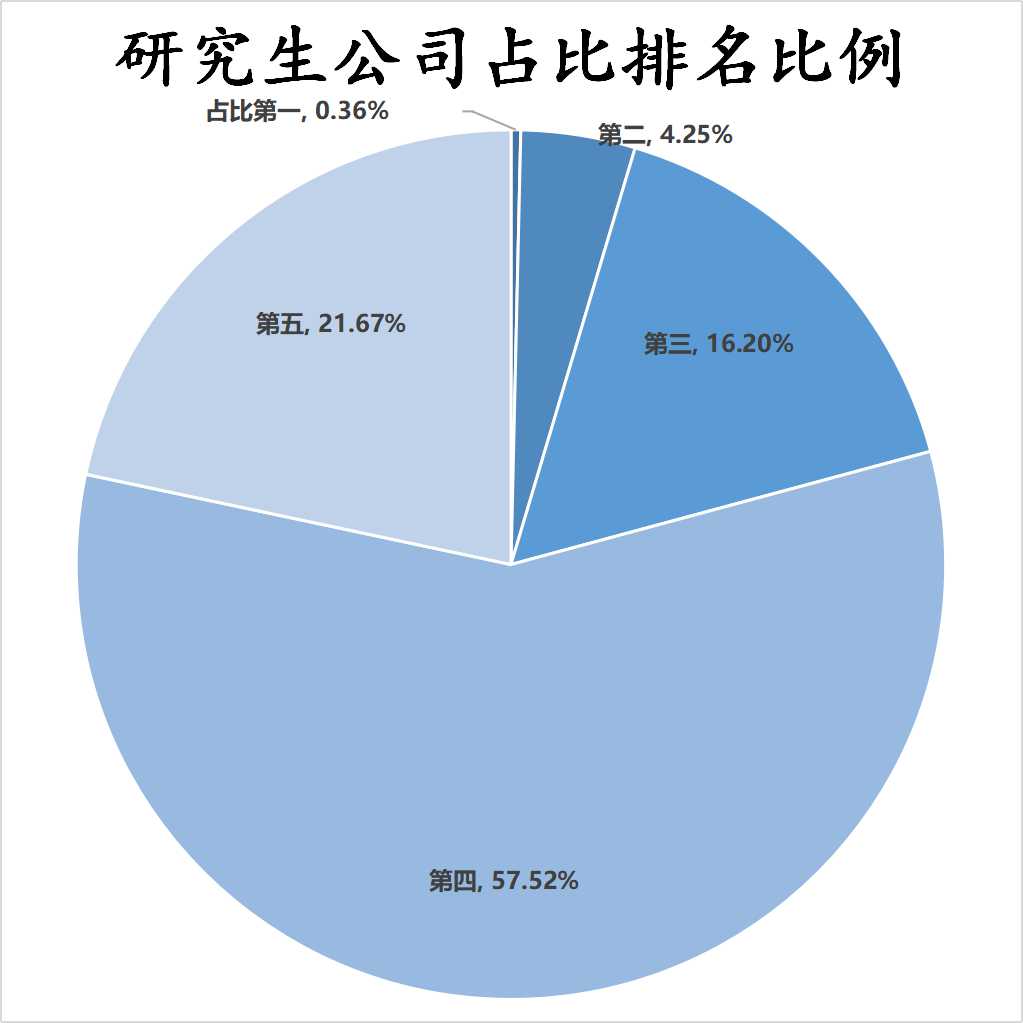 研究生公司占比排名比例
占比第一, 0.36%
第二, 4.25%
第五, 21.67%
第三, 16.20%
第四, 57.52%